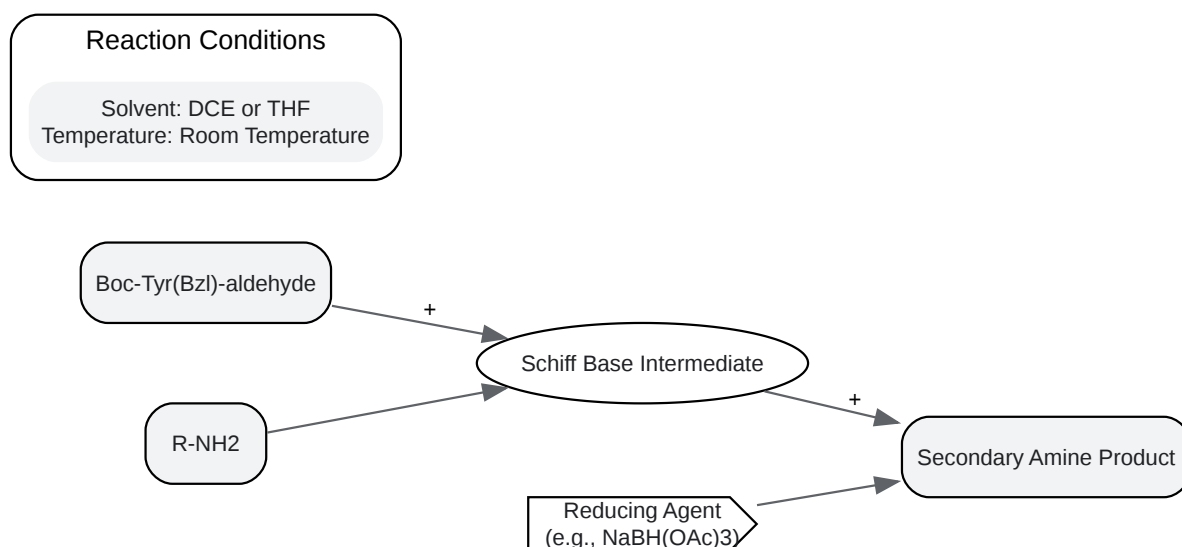 Reaction Conditions
Solvent: DCE or THF
Temperature: Room Temperature
Boc-Tyr(Bzl)-aldehyde
+
Schiff Base Intermediate
R-NH2
+
Secondary Amine Product
Reducing Agent
(e.g., NaBH(OAc)3)